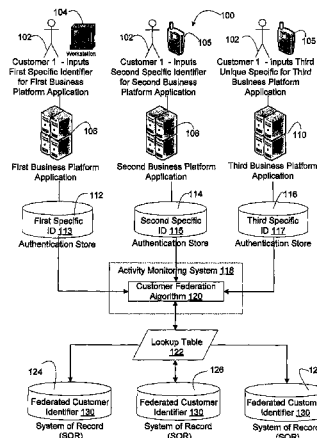 100
104
102
Workstation
102
105
102
105
Customer 1 - Inputs
First Specific Identifier
for First Business
Platform Application
Customer 1 - Inputs
Second Specific Identifier
for Second Business
Platform Application
Customer 1 - Inputs Third
Unique Specific for Third
Business Platform
Application
106
108
110
First Business Platform
Application
Second Business Platform
Application
Third Business Platform
Application
112
114
116
First Specific
ID 113
Second Specific
ID 115
Third Specific
ID 117
Authentication Store
Authentication Store
Authentication Store
Activity Monitoring System 118
Customer Federation
Algorithm 120
Lookup Table
122
124
126
12
Federated Customer
Identifier 130
Federated Customer
Identifier 130
Federated Custome
Identifier 130
System of Record
(SOR)
System of Record
(SOR)
System of Record
(SOR)